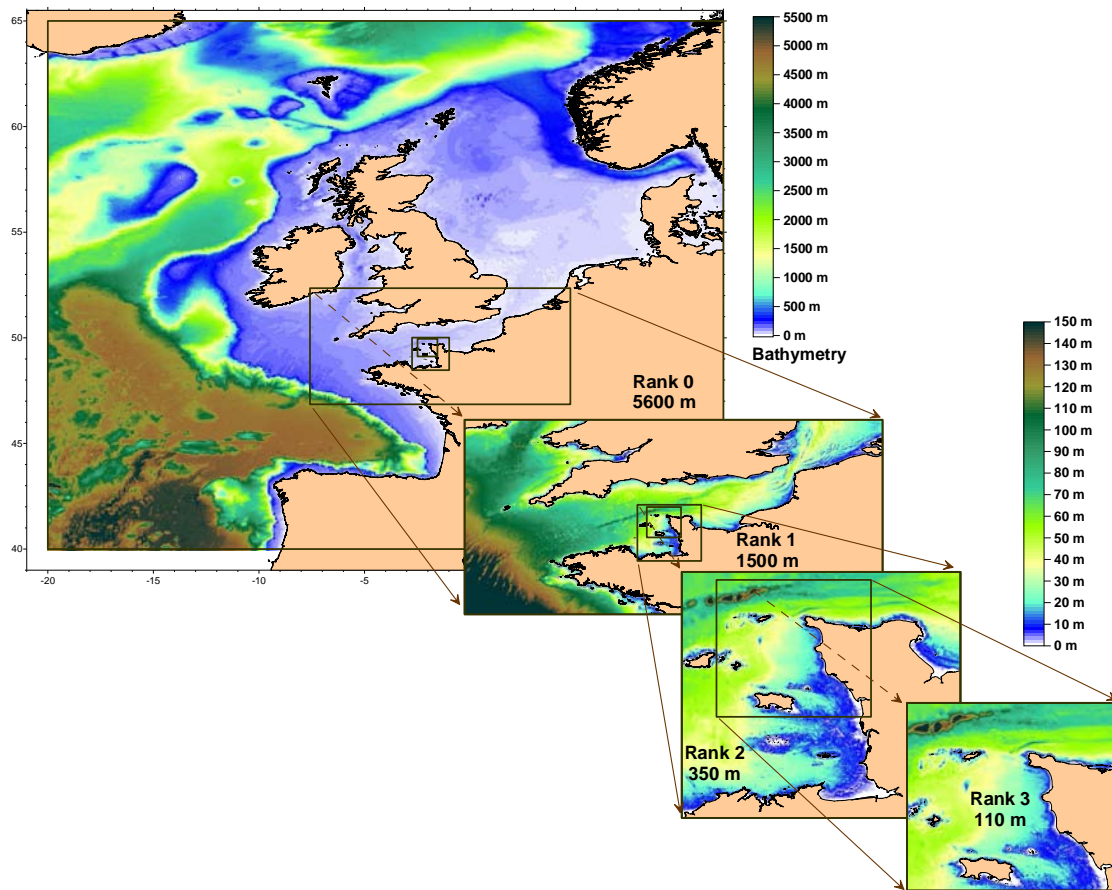 65
60
55
50
45
40
-20
-15
-10
-5
5500 m
5000 m
4500 m
4000 m
3500 m
3000 m
2500 m
2000 m
1500 m
1000 m
500 m
0 m
Bathymetry
Rank 0
5600 m
150 m
140 m
130 m
120 m
110 m
100 m
90 m
80 m
70 m
60 m
50 m
40 m
30 m
20 m
10 m
0 m
Rank 1
1500 m
Rank 2
350 m
Rank 3
110 m